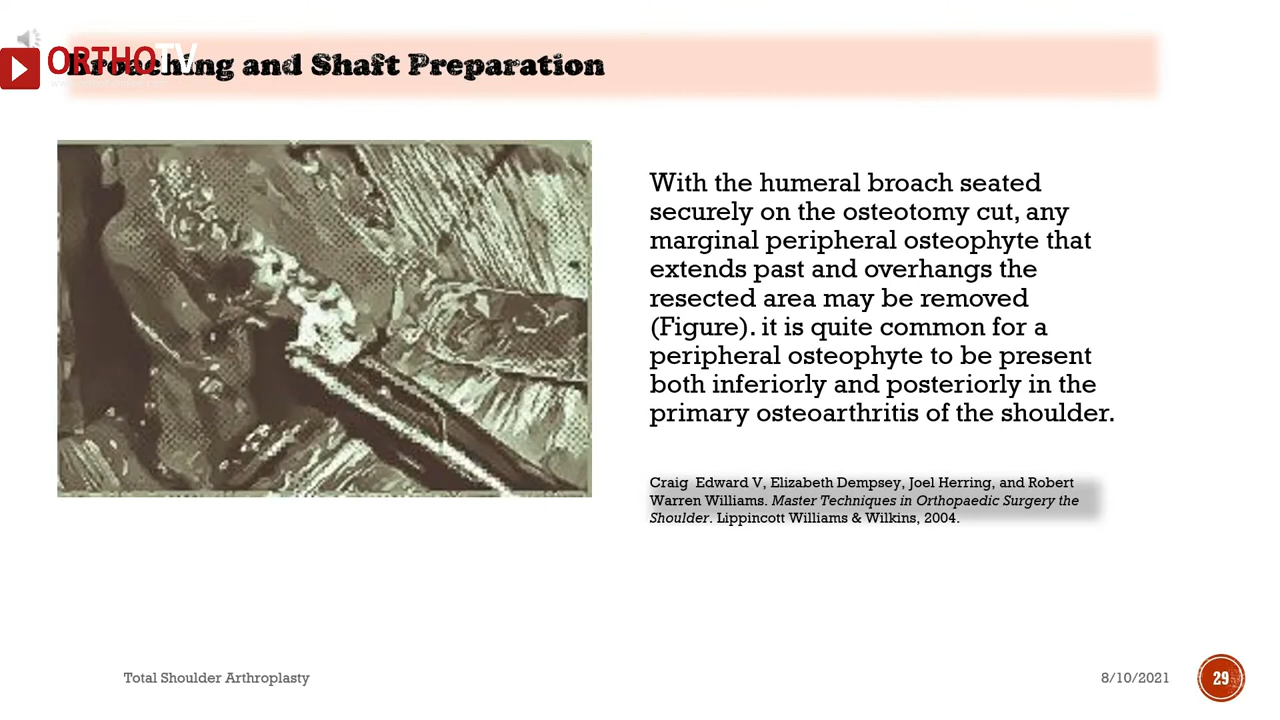 ORTHOTV
Broaching and Shaft Preparation
With the humeral broach seated
securely on the osteotomy cut, any
marginal peripheral osteophyte that
extends past and overhangs the
resected area may be removed
(Figure). it is quite common for a
peripheral osteophyte to be present
both inferiorly and posteriorly in the
primary osteoarthritis of the shoulder.
Craig Edward V, Elizabeth Dempsey, Joel Herring, and Robert
Warren Williams. Master Techniques in Orthopaedic Surgery the
Shoulder. Lippincott Williams & Wilkins, 2004.
Total Shoulder Arthroplasty
8/10/2021
29